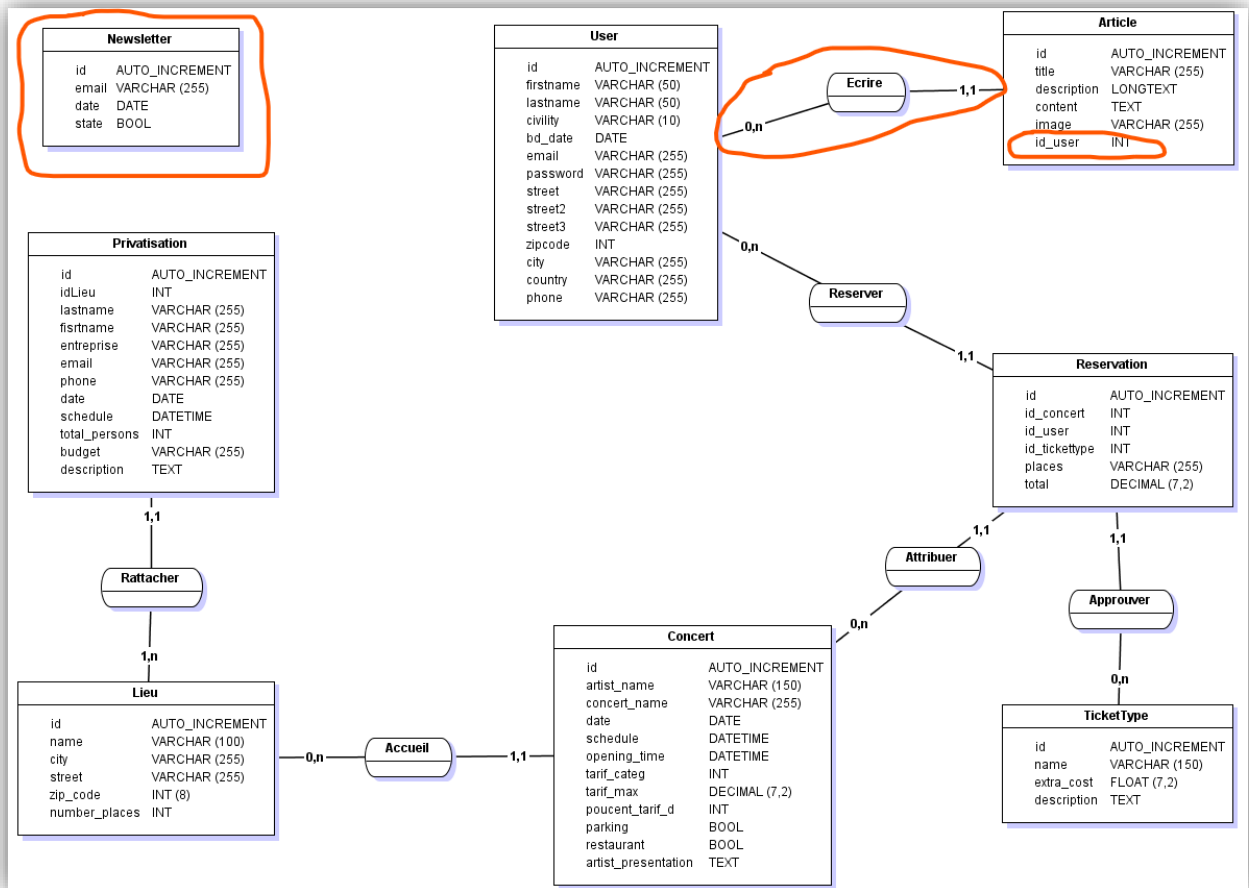 Newsletter
id AUTO_INCREMENT
email VARCHAR (255)
date DATE
state BOOL
User
id AUTO_INCREMENT
firstname VARCHAR (50)
lastname VARCHAR (50)
civility VARCHAR (10)
bd_date DATE
email VARCHAR (255)
password VARCHAR (255)
street VARCHAR (255)
street2 VARCHAR (255)
street3 VARCHAR (255)
zipcode INT
city VARCHAR (255)
country VARCHAR (255)
phone VARCHAR (255)
0,n
Ecrire
1,1
Article
id AUTO_INCREMENT
title VARCHAR (255)
description LONGTEXT
content TEXT
image VARCHAR (255)
id_user INT
Privatisation
id AUTO_INCREMENT
idLieu INT
lastname VARCHAR (255)
fisrtname VARCHAR (255)
entreprise VARCHAR (255)
email VARCHAR (255)
phone VARCHAR (255)
date DATE
schedule DATETIME
total_persons INT
budget VARCHAR (255)
description TEXT
0,n
Reserver
1,1
Reservation
id AUTO_INCREMENT
id_concert INT
id_user INT
id_tickettype INT
places VARCHAR (255)
total DECIMAL (7,2)
1,1
Rattacher
1,n
1,1
Attribuer
0,n
1,1
Approuver
0,n
Lieu
id AUTO_INCREMENT
name VARCHAR (100)
city VARCHAR (255)
street VARCHAR (255)
zip_code INT (8)
number_places INT
0,n
Accueil
1,1
Concert
id AUTO_INCREMENT
artist_name VARCHAR (150)
concert_name VARCHAR (255)
date DATE
schedule DATETIME
opening_time DATETIME
tarif_categ INT
tarif_max DECIMAL (7,2)
poucent_tarif_d INT
parking BOOL
restaurant BOOL
artist_presentation TEXT
TicketType
id AUTO_INCREMENT
name VARCHAR (150)
extra_cost FLOAT (7,2)
description TEXT